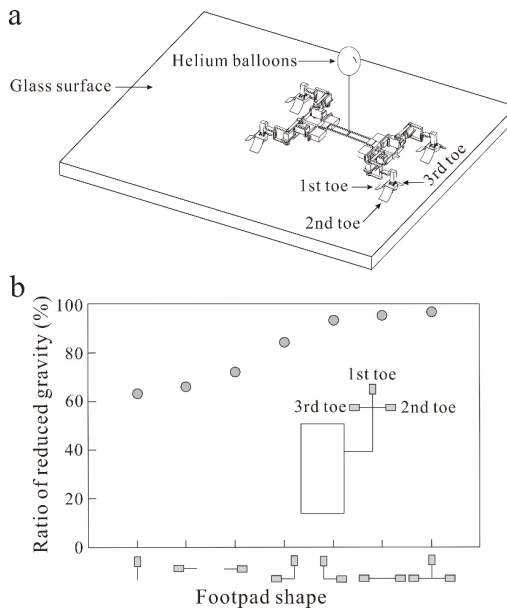 a
Helium balloons
Glass surface
1st toe
3rd toe
2nd toe
b
Ratio of reduced gravity (%)
100
80
60
40
20
0
1st toe
3rd toe 2nd toe
Footpad shape